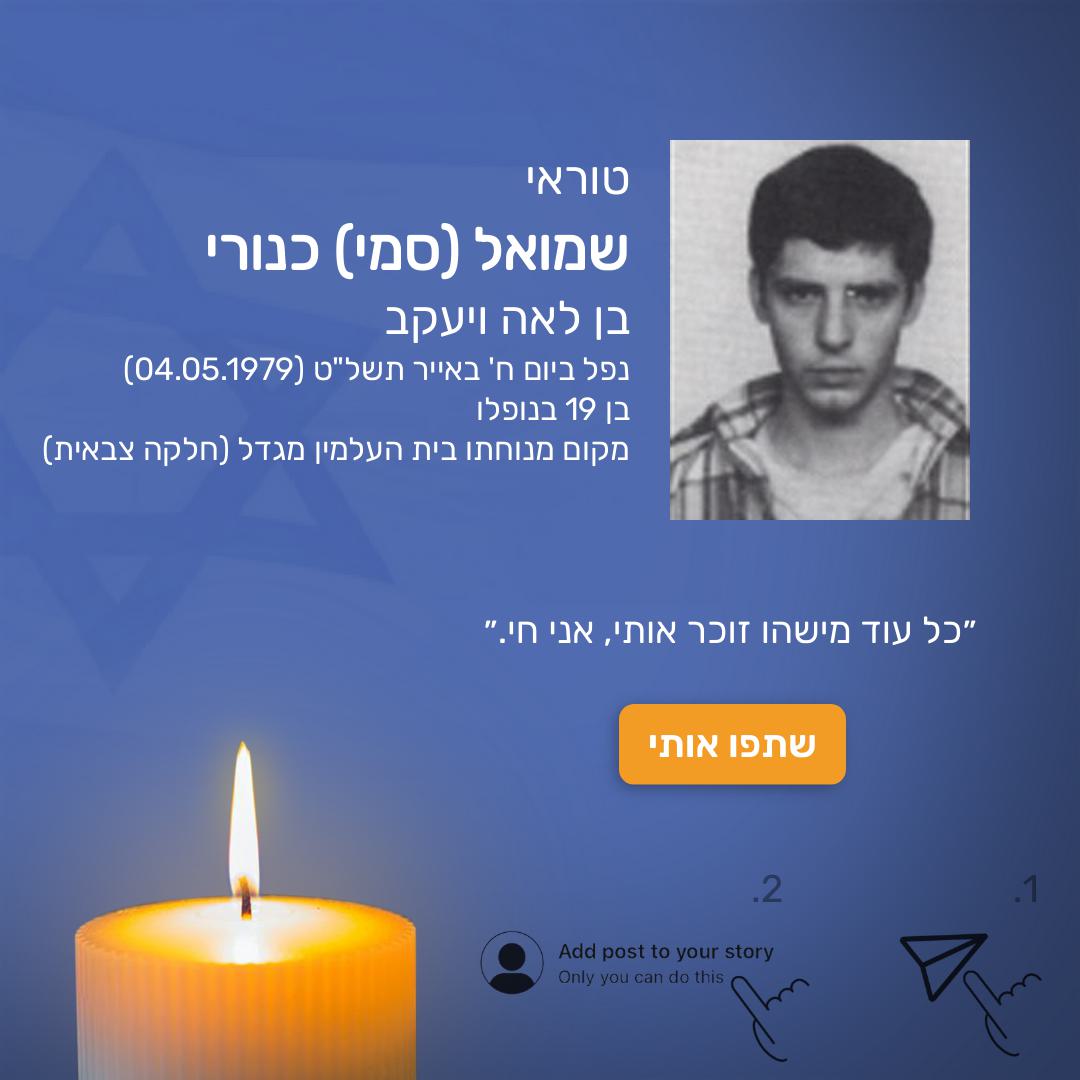 טוראי
שמואל (סמי) כנורי
בן לאה ויעקב
נפל ביום ח' באייר תשל"ט (04.05.1979)
בן 19 בנופלו
מקום מנוחתו בית העלמין מגדל (חלקה צבאית)
״כל עוד מישהו זוכר אותי, אני חי.״
שתפו אותי
.1
.2
Add post to your story
Only you can do this